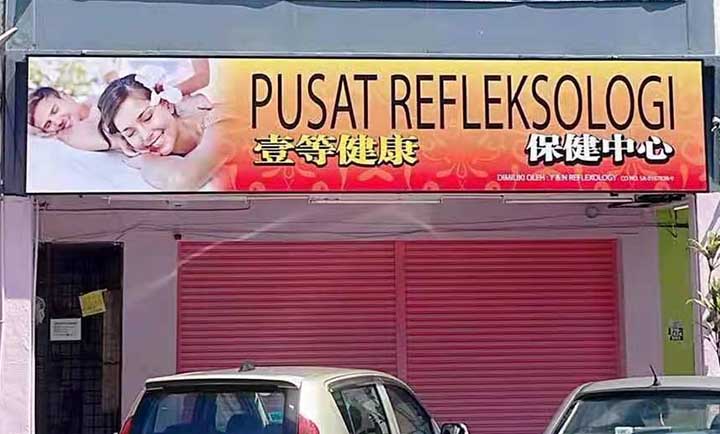 PUSAT REFLEKSOLOGI
壹等健康 保健中心
DIMILIKI OLEH : Y & N REFLEXOLOGY